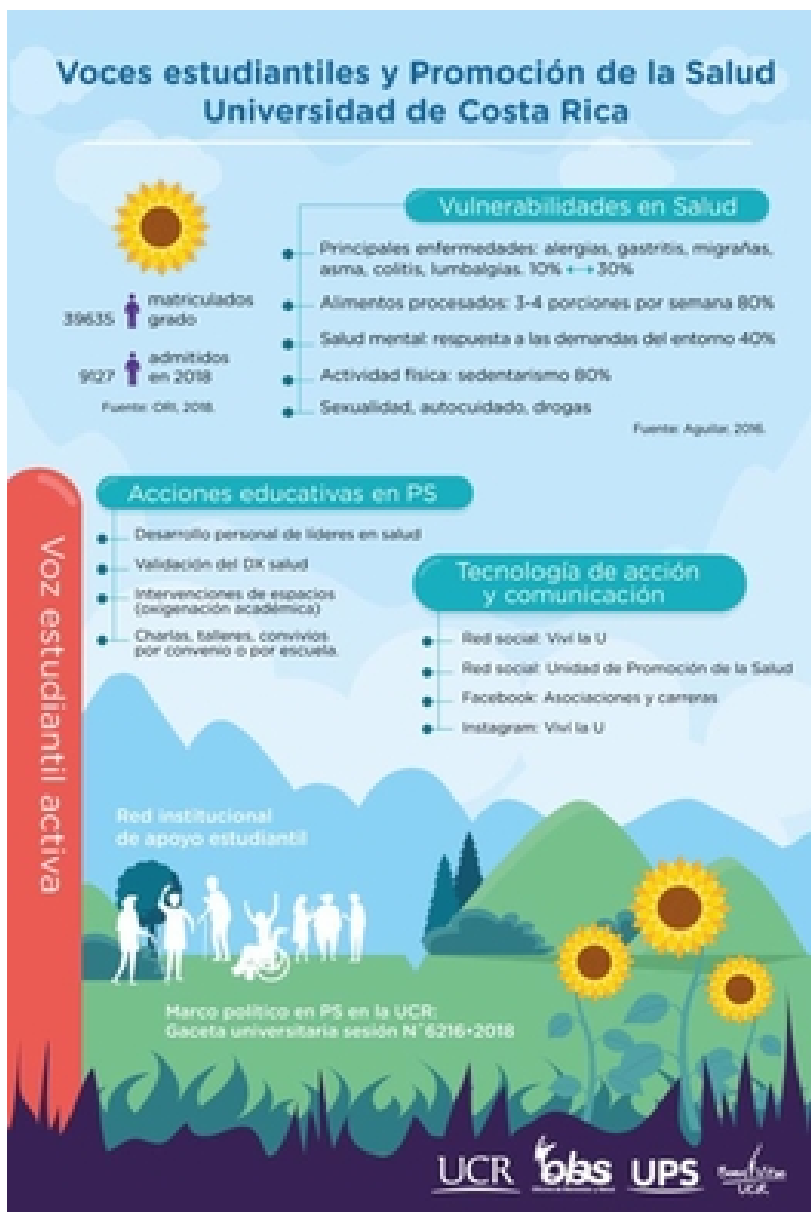 Voces estudiantiles y Promoción de la Salud
Universidad de Costa Rica
39635 matriculados
grado
9127 admitidos
en 2018
Fuente: ORI, 2018.
Vulnerabilidades en Salud
Principales enfermedades: alergias, gastritis, migrañas,
asma, colitis, lumbalgias. 10% ↔ 30%
Alimentos procesados: 3-4 porciones por semana 80%
Salud mental: respuesta a las demandas del entorno 40%
Actividad física: sedentarismo 80%
Sexualidad, autocuidado, drogas
Fuente: Aguilar, 2016.
Voz estudiantil activa
Acciones educativas en PS
Desarrollo personal de líderes en salud
Validación del DX salud
Intervenciones de espacios
(oxigenación académica)
Charlas, talleres, convivios
por convenio o por escuela.
Tecnología de acción
y comunicación
Red social: Viví la U
Red social: Unidad de Promoción de la Salud
Facebook: Asociaciones y carreras
Instagram: Viví la U
Red institucional
de apoyo estudiantil
Marco político en PS en la UCR:
Gaceta universitaria sesión N°6216•2018
UCR obs UPS
UCR